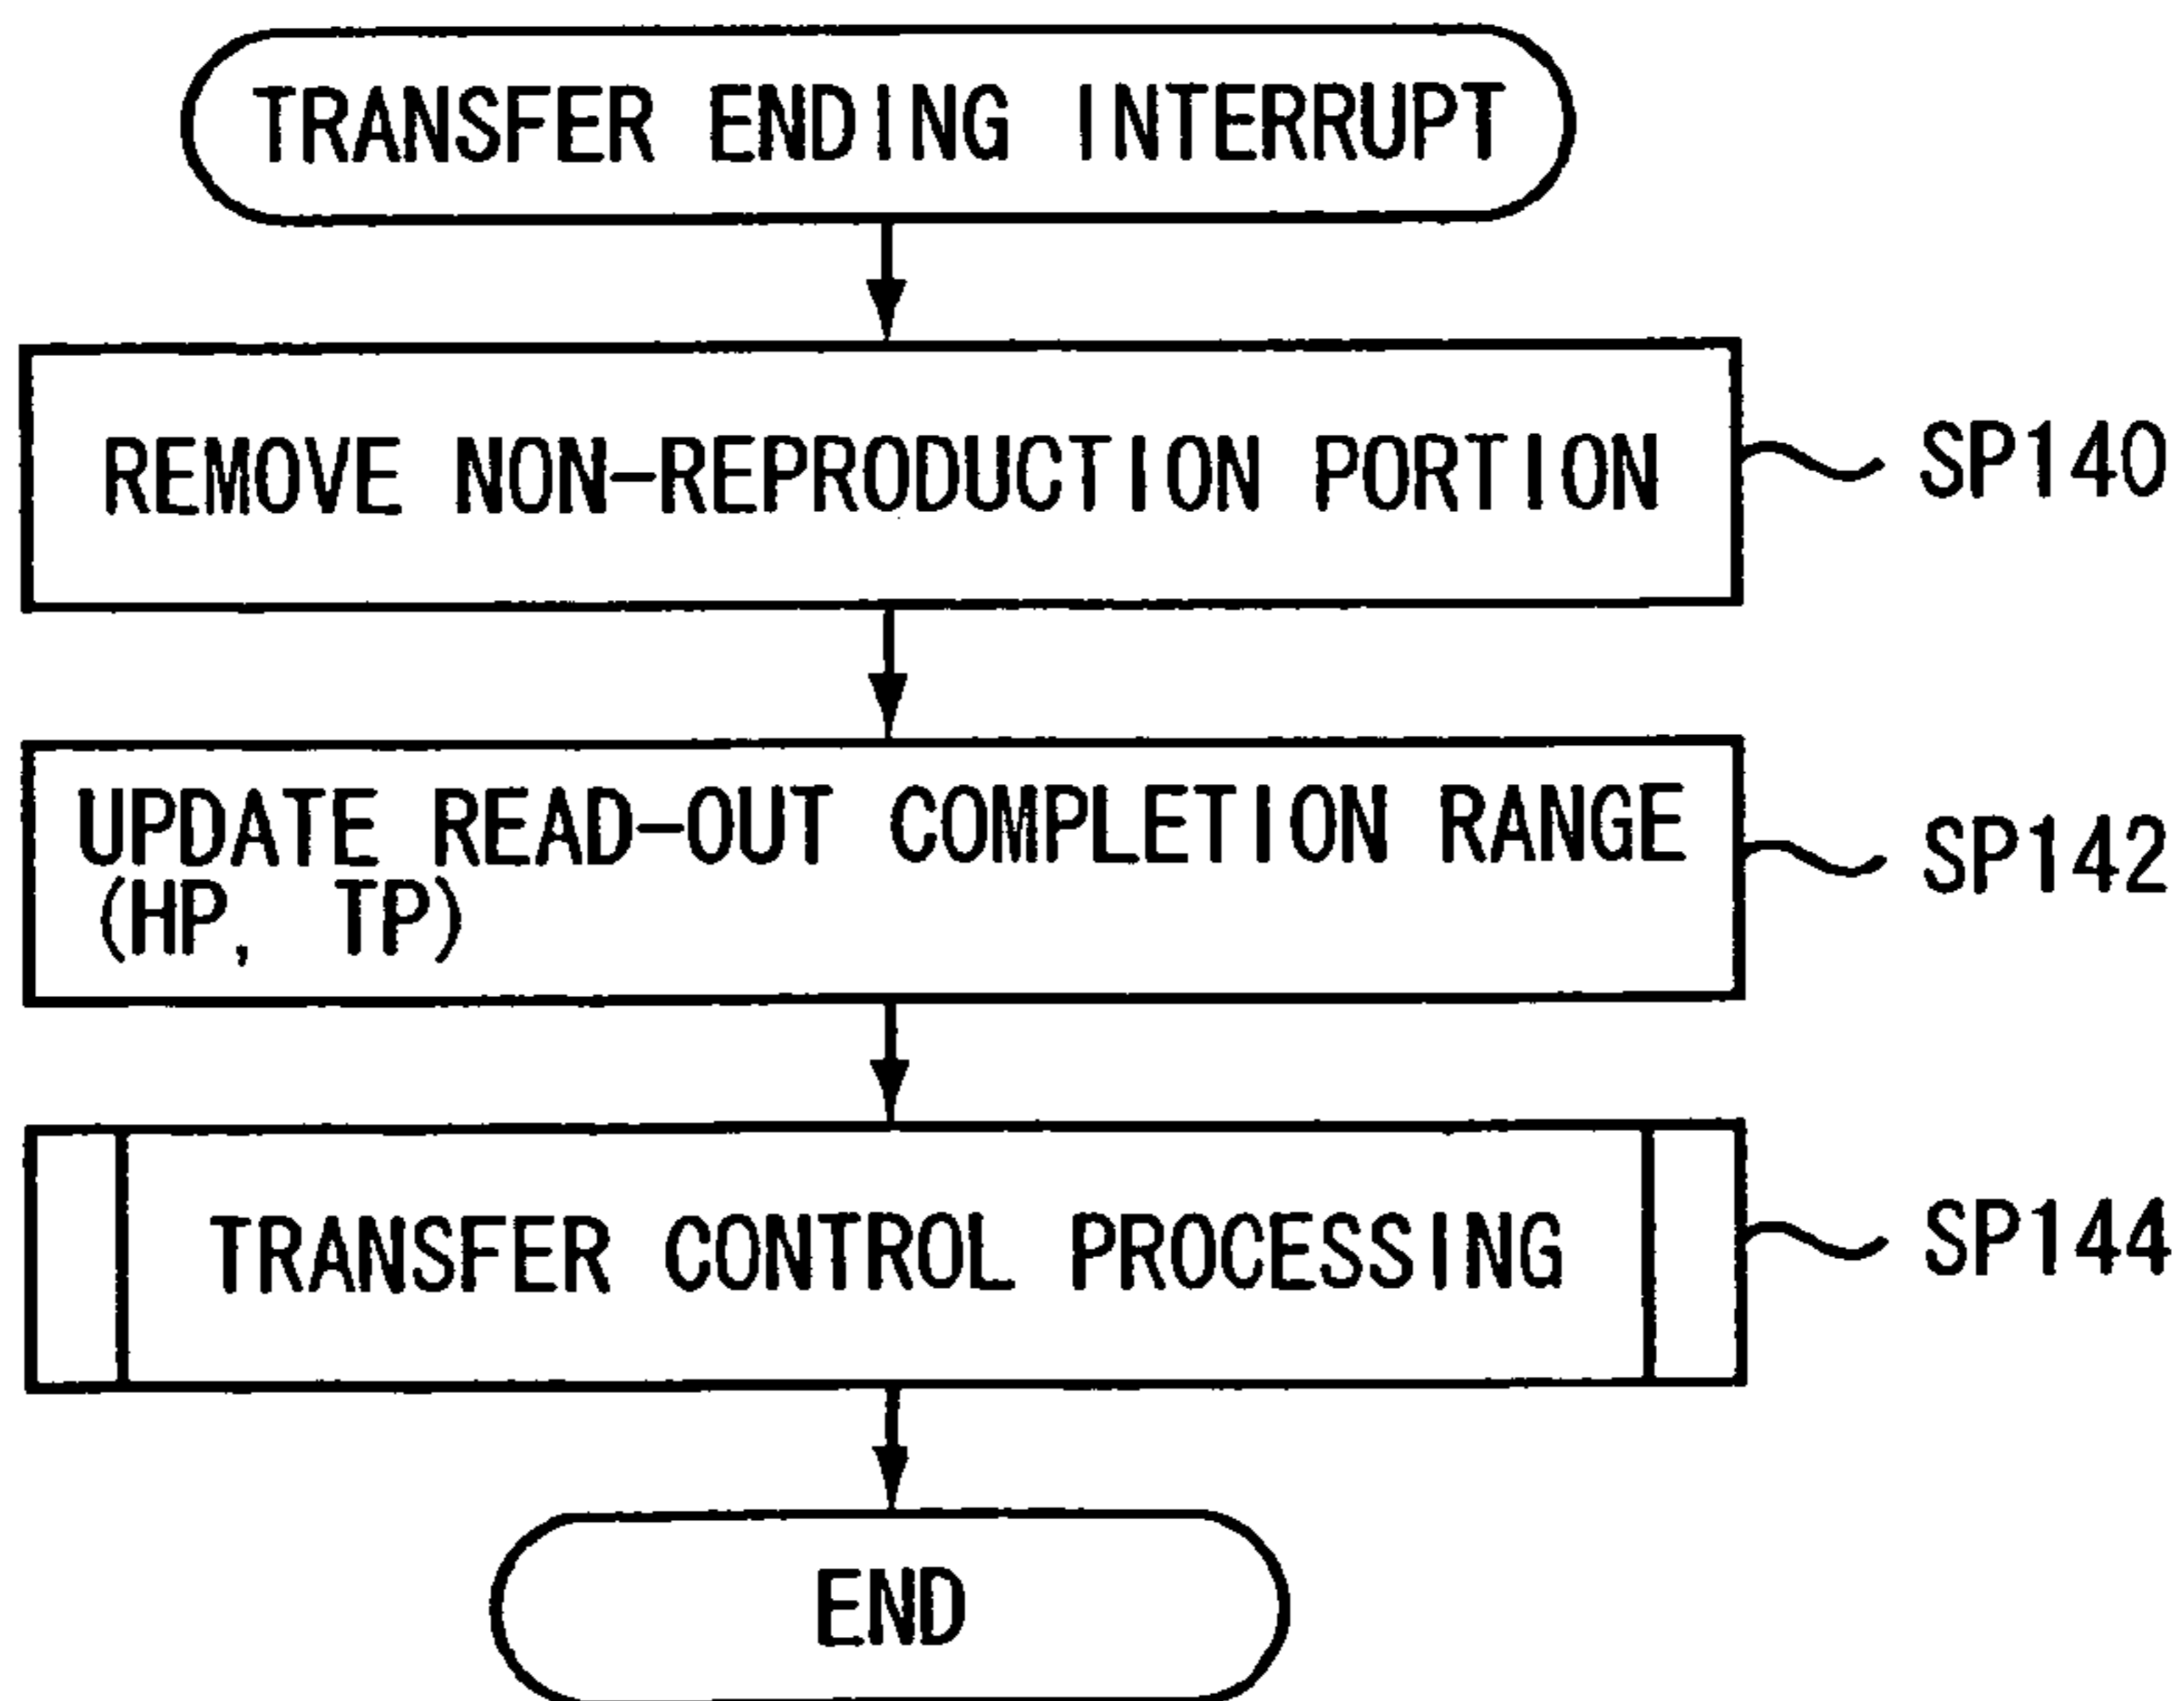 TRANSFER ENDING INTERRUPT
REMOVE NON-REPRODUCTION PORTION
SP140
UPDATE READ-OUT COMPLETION RANGE
(HP, TP)
SP142
TRANSFER CONTROL PROCESSING
SP144
END